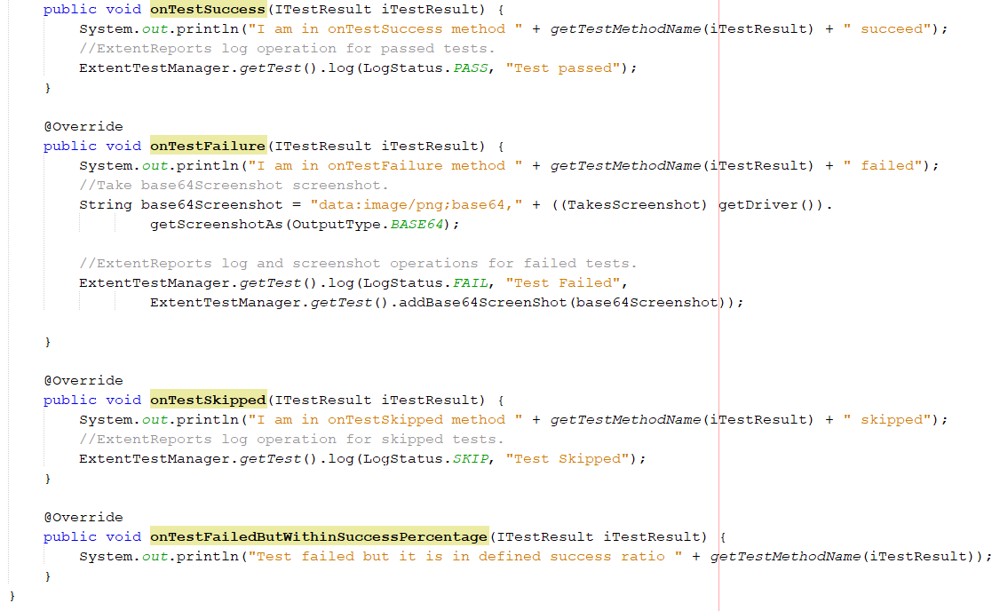 public void onTestSuccess(ITestResult iTestResult) {
System.out.println("I am in onTestSuccess method " + getTestMethodName(iTestResult) + " succeed");
//ExtentReports log operation for passed tests.
ExtentTestManager.getTest().log(LogStatus.PASS, "Test passed");
}
@Override
public void onTestFailure(ITestResult iTestResult) {
System.out.println("I am in onTestFailure method " + getTestMethodName(iTestResult) + " failed");
//Take base64Screenshot screenshot.
String base64Screenshot = "data:image/png;base64," + ((TakesScreenshot) getDriver()).
getScreenshotAs(OutputType.BASE64);
//ExtentReports log and screenshot operations for failed tests.
ExtentTestManager.getTest().log(LogStatus.FAIL, "Test Failed",
ExtentTestManager.getTest().addBase64ScreenShot(base64Screenshot));
}
@Override
public void onTestSkipped(ITestResult iTestResult) {
System.out.println("I am in onTestSkipped method " + getTestMethodName(iTestResult) + " skipped");
//ExtentReports log operation for skipped tests.
ExtentTestManager.getTest().log(LogStatus.SKIP, "Test Skipped");
}
@Override
public void onTestFailedButWithinSuccessPercentage(ITestResult iTestResult) {
System.out.println("Test failed but it is in defined success ratio " + getTestMethodName(iTestResult));
}
}